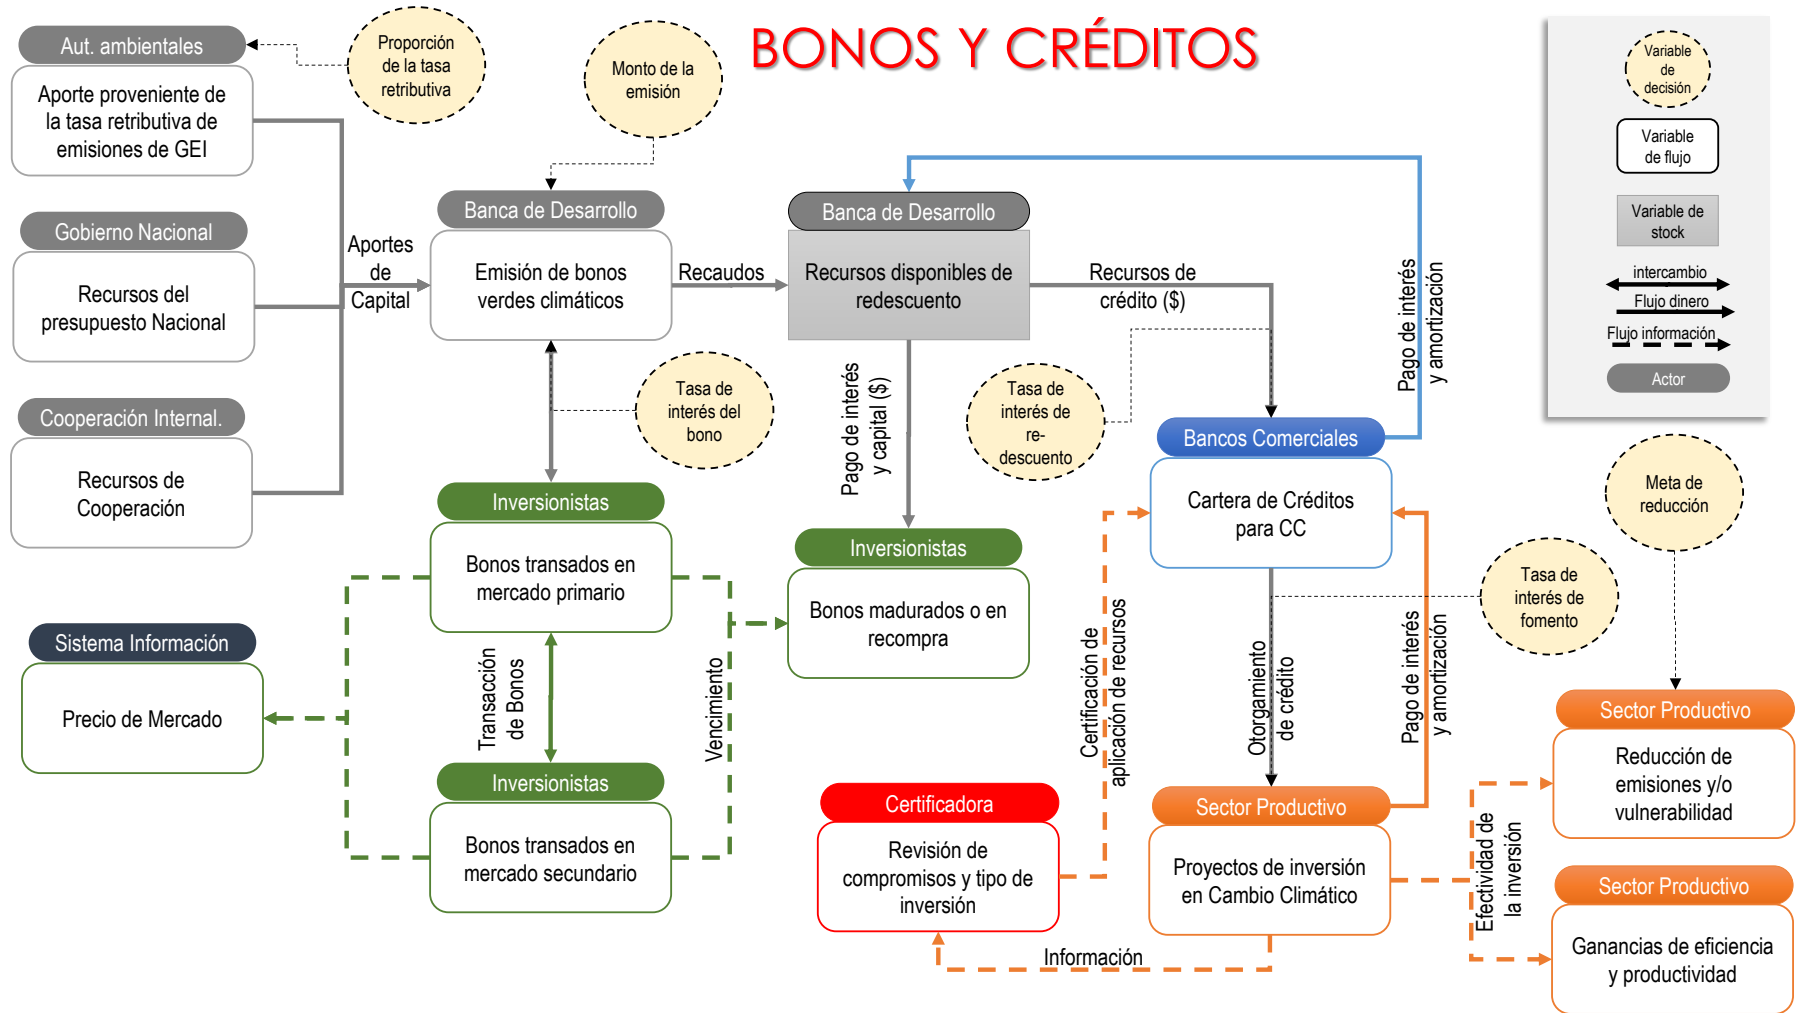 BONOS Y CRÉDITOS
Aut. ambientales
Aporte proveniente de
la tasa retributiva de
emisiones de GEI
Proporción
de la tasa
retributiva
Monto de la
emisión
Gobierno Nacional
Recursos del
presupuesto Nacional
Cooperación Internal.
Recursos de
Cooperación
Aportes
de
Capital
Banca de Desarrollo
Emisión de bonos
verdes climáticos
Recaudos
Banca de Desarrollo
Recursos disponibles de
redescuento
Recursos de
crédito ($)
Pago de interés
y amortización
Tasa de
interés del
bono
Pago de interés
y capital ($)
Tasa de
interés de
re-
descuento
Bancos Comerciales
Cartera de Créditos
para CC
Inversionistas
Bonos transados en
mercado primario
Inversionistas
Bonos madurados o en
recompra
Sistema Información
Precio de Mercado
Transacción
de Bonos
Vencimiento
Inversionistas
Bonos transados en
mercado secundario
Certificación de
aplicación de recursos
Otorgamiento
de crédito
Pago de interés
y amortización
Tasa de
interés de
fomento
Meta de
reducción
Certificadora
Revisión de
compromisos y tipo de
inversión
Información
Sector Productivo
Proyectos de inversión
en Cambio Climático
Efectividad de
la inversión
Sector Productivo
Reducción de
emisiones y/o
vulnerabilidad
Sector Productivo
Ganancias de eficiencia
y productividad
Variable
de
decisión
Variable
de flujo
Variable de
stock
intercambio
Flujo dinero
Flujo información
Actor